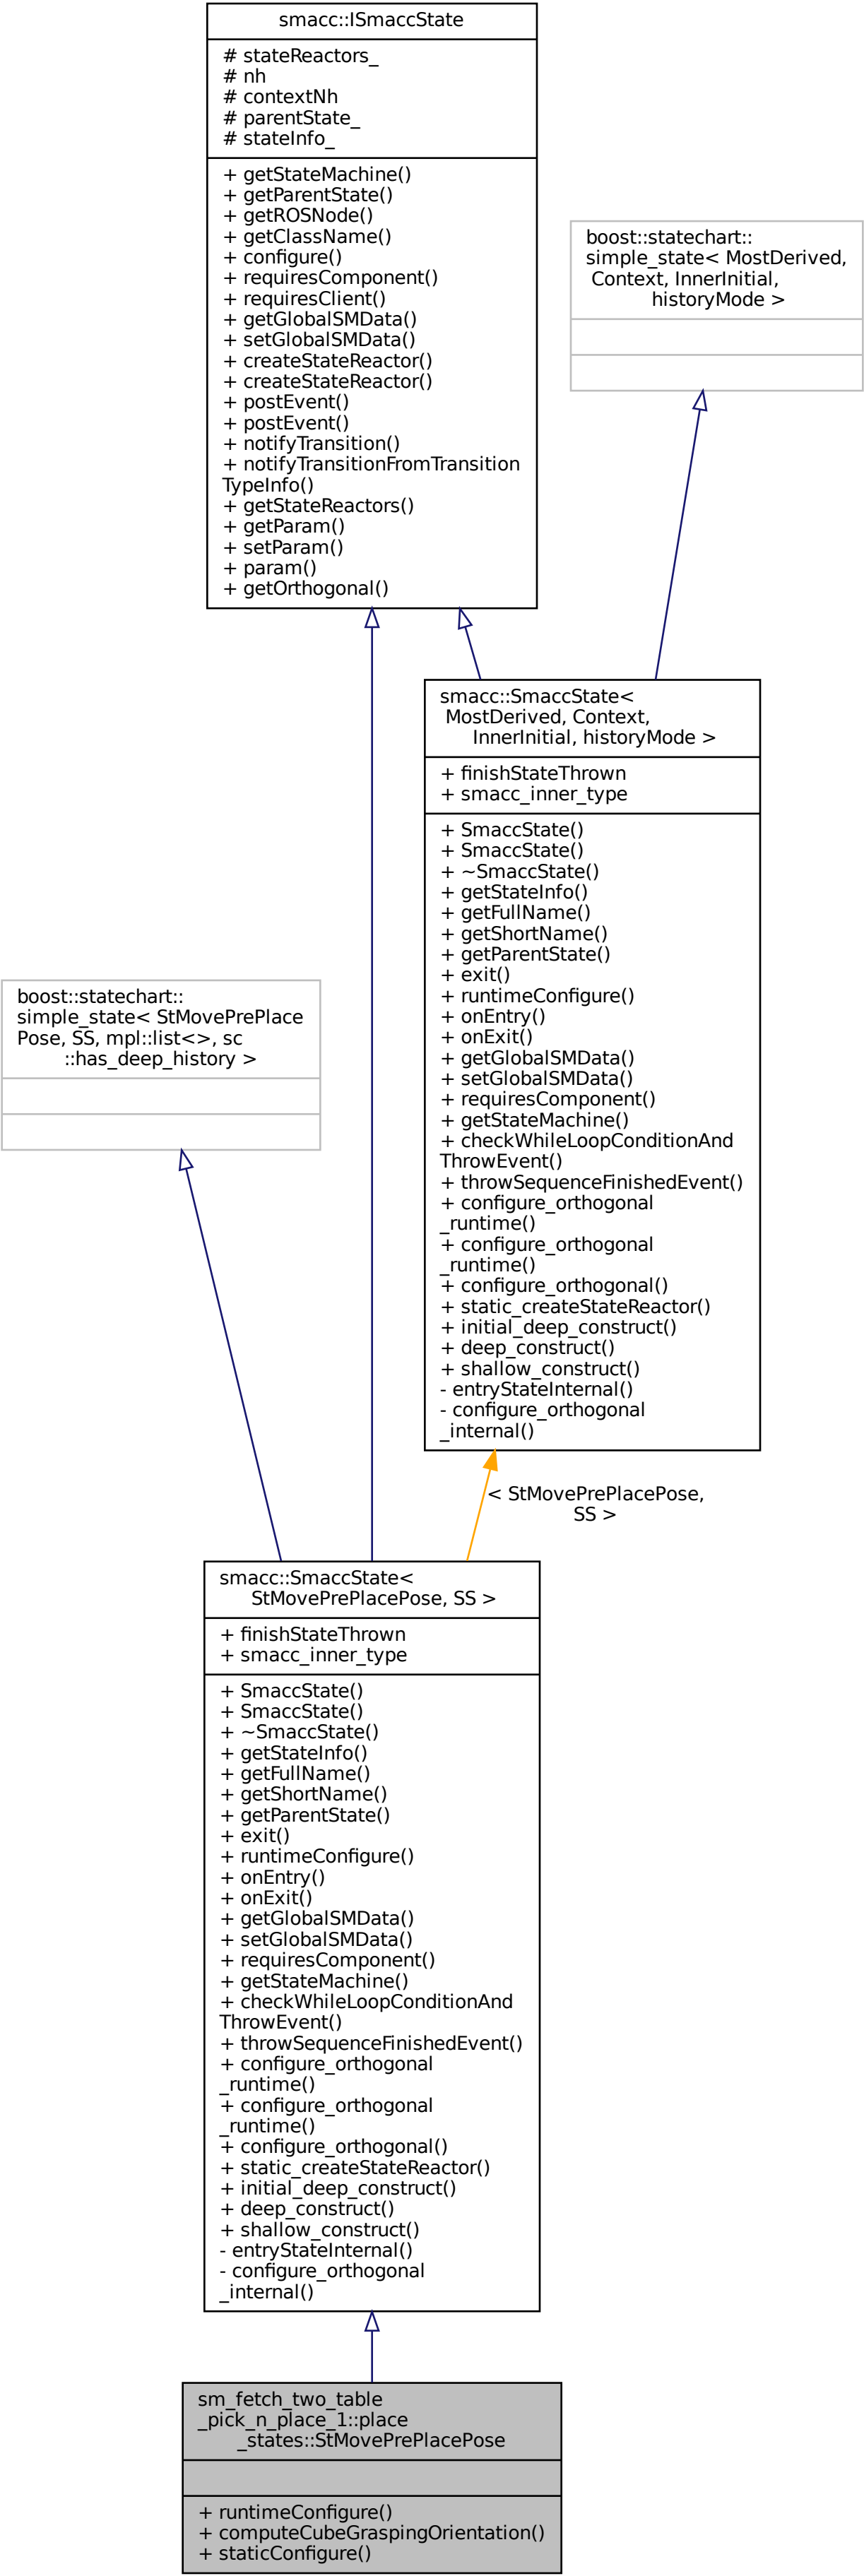 smacc::ISmaccState
# stateReactors_
# nh
# contextNh
# parentState_
# stateInfo_
+ getStateMachine()
+ getParentState()
+ getROSNode()
+ getClassName()
+ configure()
+ requiresComponent()
+ requiresClient()
+ getGlobalSMData()
+ setGlobalSMData()
+ createStateReactor()
+ createStateReactor()
+ postEvent()
+ postEvent()
+ notifyTransition()
+ notifyTransitionFromTransition
TypeInfo()
+ getStateReactors()
+ getParam()
+ setParam()
+ param()
+ getOrthogonal()
boost::statechart::
simple_state< MostDerived,
Context, InnerInitial,
historyMode >
smacc::SmaccState<
MostDerived, Context,
InnerInitial, historyMode >
+ finishStateThrown
+ smacc_inner_type
+ SmaccState()
+ SmaccState()
+ ~SmaccState()
+ getStateInfo()
+ getFullName()
+ getShortName()
+ getParentState()
+ exit()
+ runtimeConfigure()
+ onEntry()
+ onExit()
+ getGlobalSMData()
+ setGlobalSMData()
+ requiresComponent()
+ getStateMachine()
+ checkWhileLoopConditionAnd
ThrowEvent()
+ throwSequenceFinishedEvent()
+ configure_orthogonal
_runtime()
+ configure_orthogonal
_runtime()
+ configure_orthogonal()
+ static_createStateReactor()
+ initial_deep_construct()
+ deep_construct()
+ shallow_construct()
- entryStateInternal()
- configure_orthogonal
_internal()
boost::statechart::
simple_state< StMovePrePlace
Pose, SS, mpl::list<>, sc
::has_deep_history >
< StMovePrePlacePose,
SS >
smacc::SmaccState<
StMovePrePlacePose, SS >
+ finishStateThrown
+ smacc_inner_type
+ SmaccState()
+ SmaccState()
+ ~SmaccState()
+ getStateInfo()
+ getFullName()
+ getShortName()
+ getParentState()
+ exit()
+ runtimeConfigure()
+ onEntry()
+ onExit()
+ getGlobalSMData()
+ setGlobalSMData()
+ requiresComponent()
+ getStateMachine()
+ checkWhileLoopConditionAnd
ThrowEvent()
+ throwSequenceFinishedEvent()
+ configure_orthogonal
_runtime()
+ configure_orthogonal
_runtime()
+ configure_orthogonal()
+ static_createStateReactor()
+ initial_deep_construct()
+ deep_construct()
+ shallow_construct()
- entryStateInternal()
- configure_orthogonal
_internal()
sm_fetch_two_table
_pick_n_place_1::place
_states::StMovePrePlacePose
+ runtimeConfigure()
+ computeCubeGraspingOrientation()
+ staticConfigure()